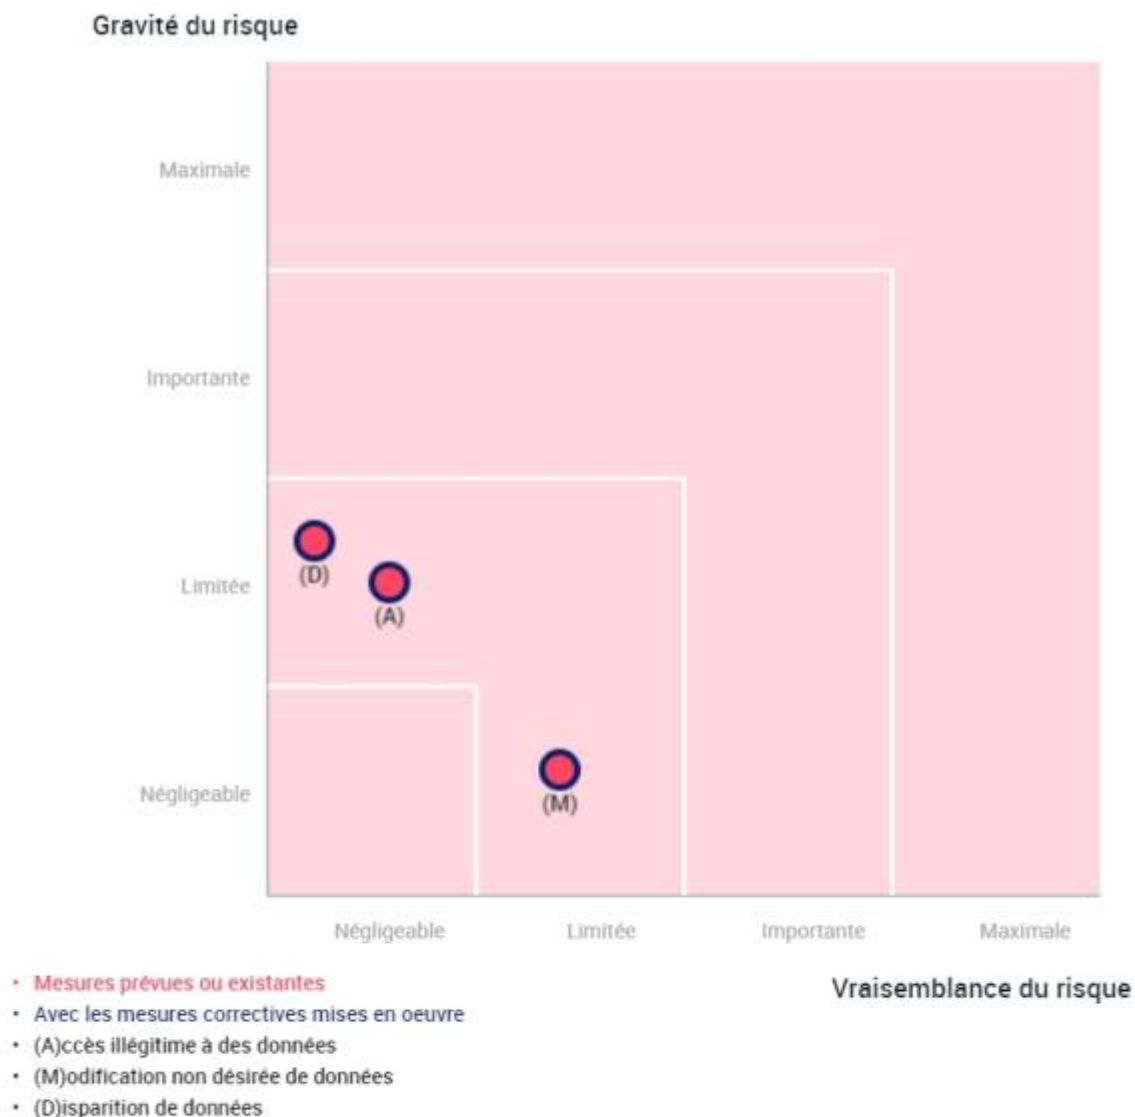 Gravité du risque
Maximale
Importante
Limitée
Négligeable
(D)
(A)
(M)
Négligeable
Limitée
Importante
Maximale
Vraisemblance du risque
• Mesures prévues ou existantes
• Avec les mesures correctives mises en oeuvre
• (A)ccès illégitime à des données
• (M)odification non désirée de données
• (D)isparition de données